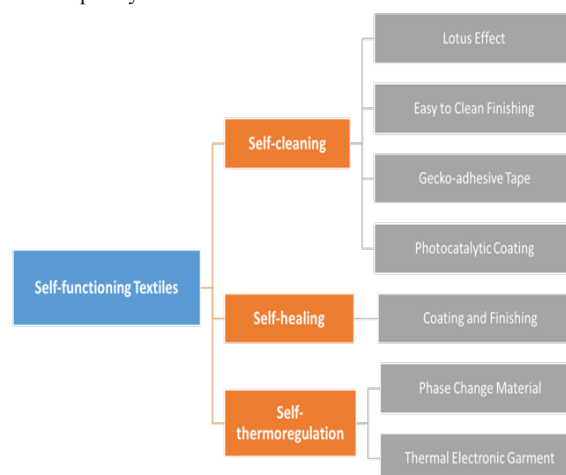 Lotus Effect
Easy to Clean Finishing
Self-cleaning
Gecko-adhesive Tape
Photocatalytic Coating
Self-functioning Textiles
Self-healing
Coating and Finishing
Phase Change Material
Self-
thermoregulation
Thermal Electronic Garment